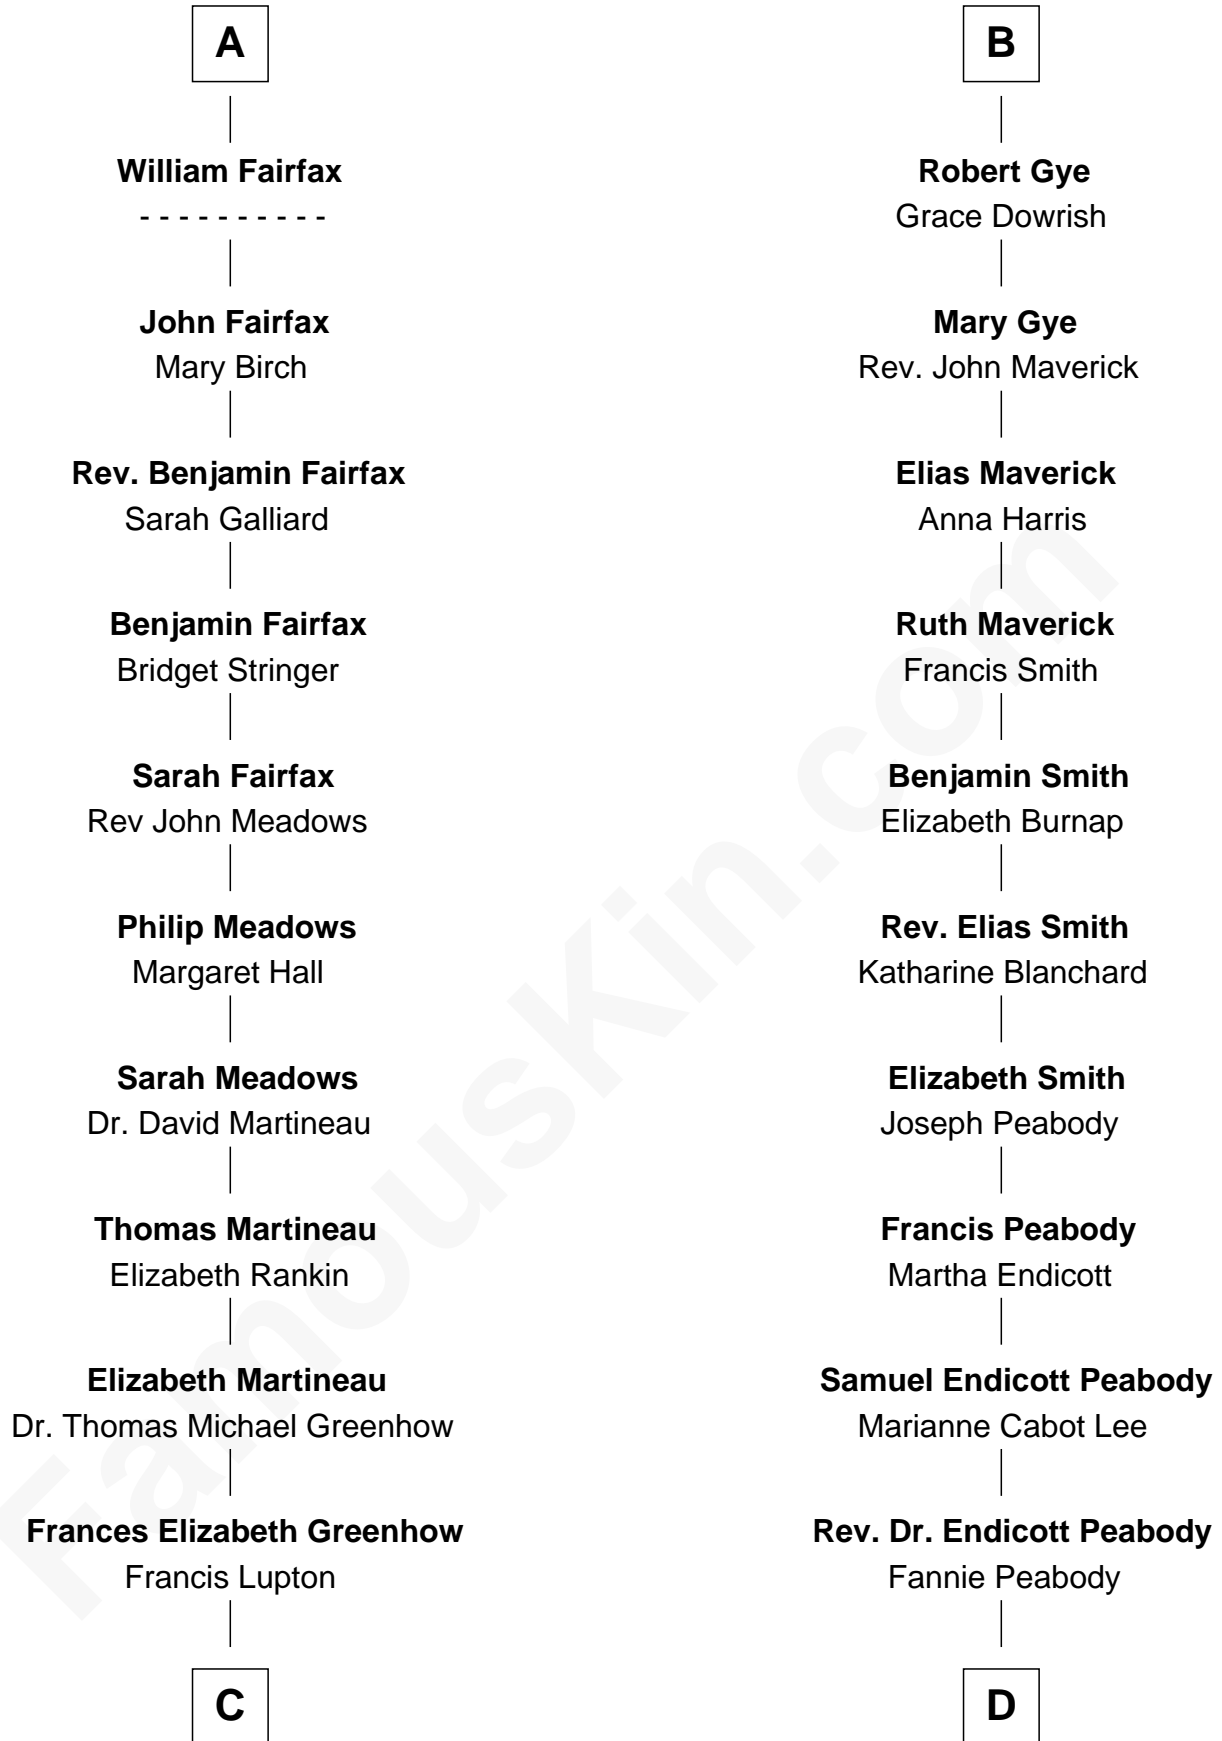 A
William Fairfax
- - - - - - - - - -
John Fairfax
Mary Birch
Rev. Benjamin Fairfax
Sarah Galliard
Benjamin Fairfax
Bridget Stringer
Sarah Fairfax
Rev John Meadows
Philip Meadows
Margaret Hall
Sarah Meadows
Dr. David Martineau
Thomas Martineau
Elizabeth Rankin
Elizabeth Martineau
Dr. Thomas Michael Greenhow
Frances Elizabeth Greenhow
Francis Lupton
C
B
Robert Gye
Grace Dowrish
Mary Gye
Rev. John Maverick
Elias Maverick
Anna Harris
Ruth Maverick
Francis Smith
Benjamin Smith
Elizabeth Burnap
Rev. Elias Smith
Katharine Blanchard
Elizabeth Smith
Joseph Peabody
Francis Peabody
Martha Endicott
Samuel Endicott Peabody
Marianne Cabot Lee
Rev. Dr. Endicott Peabody
Fannie Peabody
D
FamousKin.com